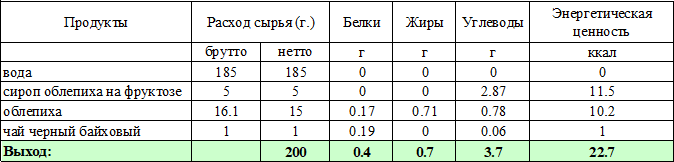 Продукты Расход сырья (г.) Белки Жиры Углеводы Энергетическая ценность
брутто нетто г г г ккал
вода 185 185 0 0 0 0
сироп облепиха на фруктозе 5 5 0 0 2.87 11.5
облепиха 16.1 15 0.17 0.71 0.78 10.2
чай черный байховый 1 1 0.19 0 0.06 1
Выход: 200 0.4 0.7 3.7 22.7